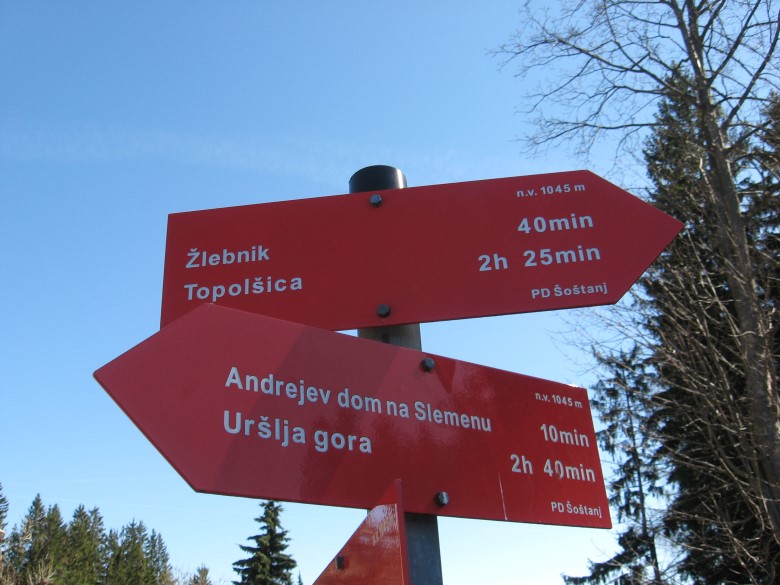 n.v. 1045 m
Žlebnik 40min
Topolšica 2h 25min
PD Šoštanj
n.v. 1045 m
Andrejev dom na Slemenu 10min
Uršlja gora 2h 40min
PD Šoštanj